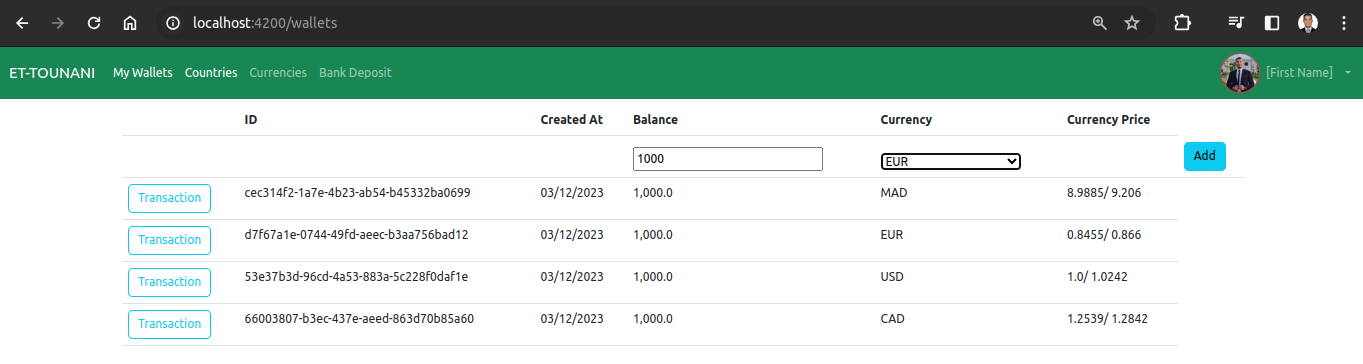 localhost:4200/wallets
ET-TOUNANI My Wallets Countries Currencies Bank Deposit [First Name]
ID Created At Balance Currency Currency Price
1000 EUR Add
Transaction cec314f2-1a7e-4b23-ab54-b45332ba0699 03/12/2023 1,000.0 MAD 8.9885/ 9.206
Transaction d7f67a1e-0744-49fd-aeec-b3aa756bad12 03/12/2023 1,000.0 EUR 0.8455/ 0.866
Transaction 53e37b3d-96cd-4a53-883a-5c228f0daf1e 03/12/2023 1,000.0 USD 1.0/ 1.0242
Transaction 66003807-b3ec-437e-aeed-863d70b85a60 03/12/2023 1,000.0 CAD 1.2539/ 1.2842